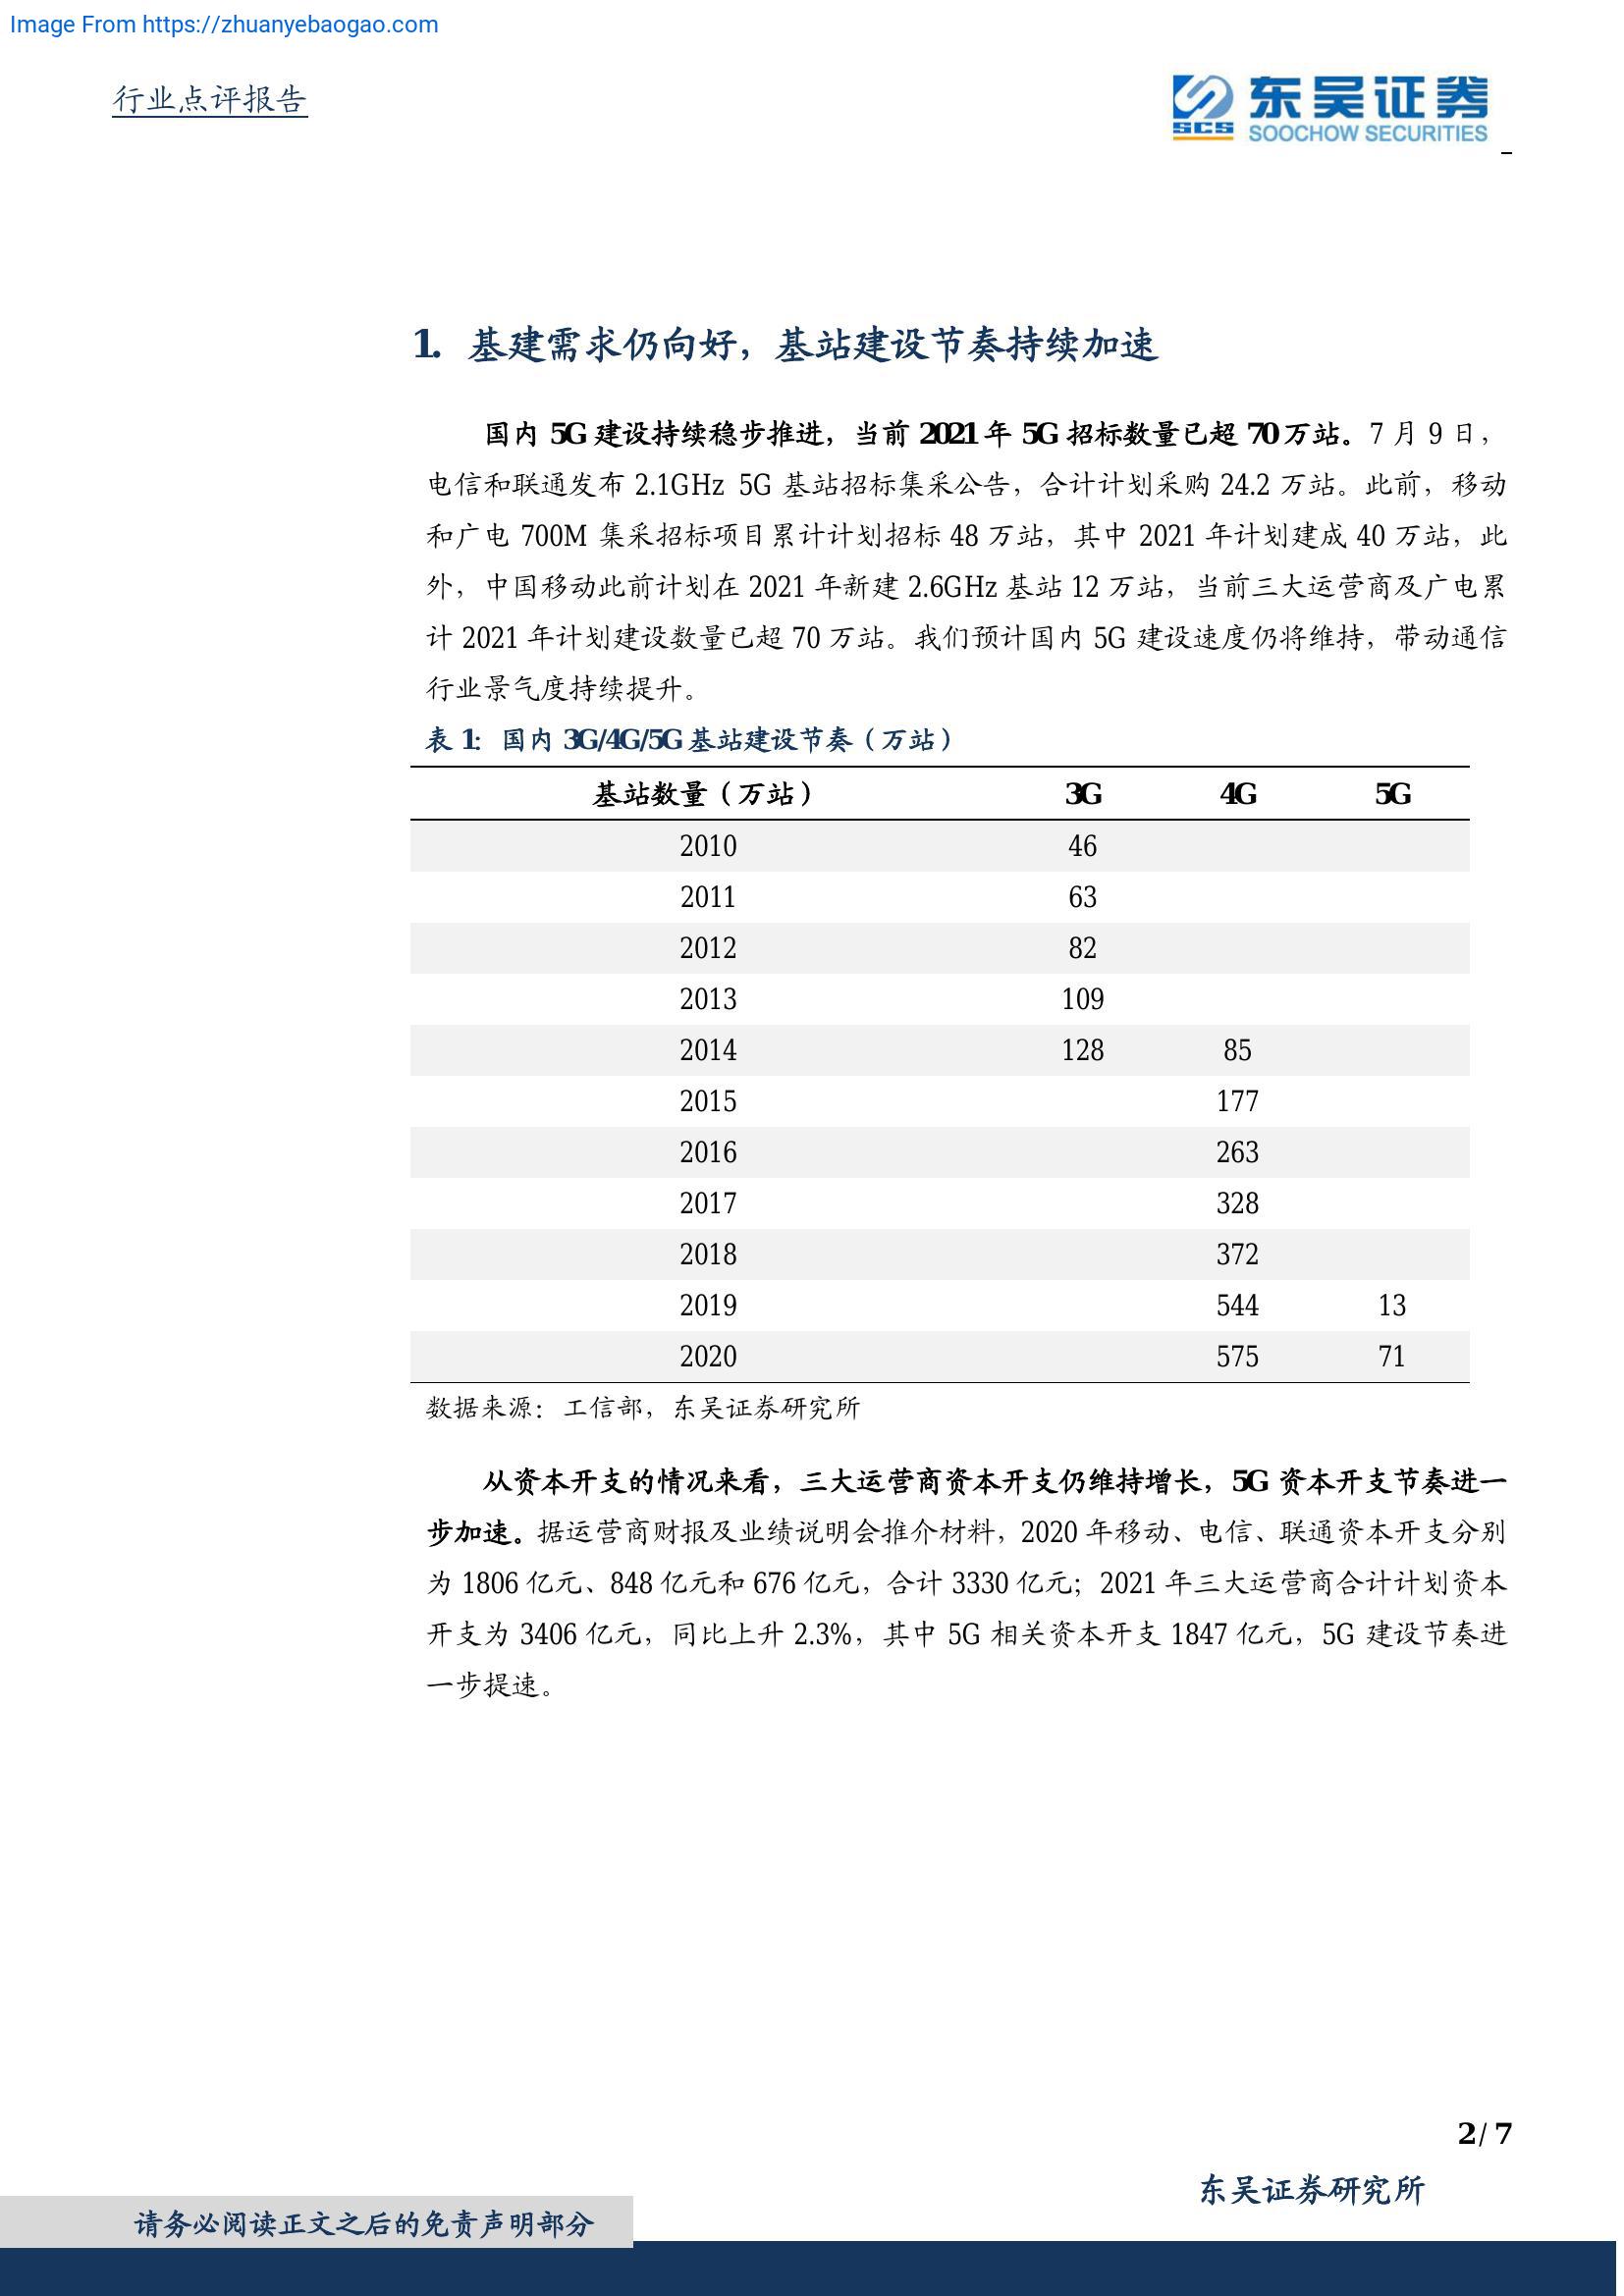 Image From https://zhuanyebaogao.com
行业点评报告
SCS 东吴证券
SOOCHOW SECURITIES
1. 基建需求仍向好，基站建设节奏持续加速
国内 5G 建设持续稳步推进，当前 2021 年 5G 招标数量已超 70 万站。7 月 9 日，
电信和联通发布 2.1GHz 5G 基站招标集采公告，合计计划采购 24.2 万站。此前，移动
和广电 700M 集采招标项目累计计划招标 48 万站，其中 2021 年计划建成 40 万站，此
外，中国移动此前计划在 2021 年新建 2.6GHz 基站 12 万站，当前三大运营商及广电累
计 2021 年计划建设数量已超 70 万站。我们预计国内 5G 建设速度仍将维持，带动通信
行业景气度持续提升。
表 1: 国内 3G/4G/5G 基站建设节奏（万站）
基站数量（万站） 3G 4G 5G
2010 46
2011 63
2012 82
2013 109
2014 128 85
2015 177
2016 263
2017 328
2018 372
2019 544 13
2020 575 71
数据来源：工信部，东吴证券研究所
从资本开支的情况来看，三大运营商资本开支仍维持增长，5G 资本开支节奏进一
步加速。据运营商财报及业绩说明会推介材料，2020 年移动、电信、联通资本开支分别
为 1806 亿元、848 亿元和 676 亿元，合计 3330 亿元；2021 年三大运营商合计计划资本
开支为 3406 亿元，同比上升 2.3%，其中 5G 相关资本开支 1847 亿元，5G 建设节奏进
一步提速。
2 / 7
东吴证券研究所
请务必阅读正文之后的免责声明部分